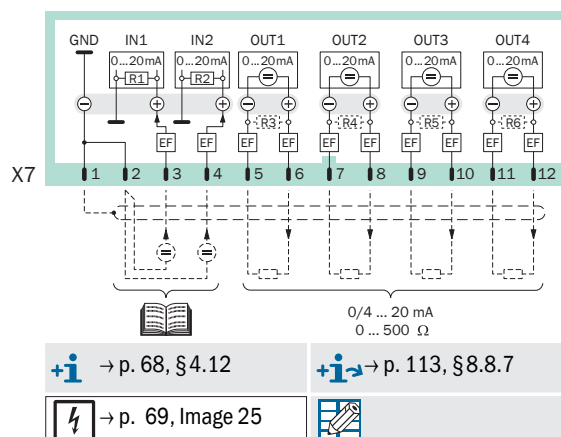 GND IN1 IN2 OUT1 OUT2 OUT3 OUT4
0...20mA 0...20mA 0...20mA 0...20mA 0...20mA 0...20mA
R1 R2
R3 R4 R5 R6
EF EF EF EF EF EF EF EF EF EF
X7 1 2 3 4 5 6 7 8 9 10 11 12
0/4 ... 20 mA
0 ... 500 Ω
+i → p. 68, §4.12 +i → p. 113, §8.8.7
→ p. 69, Image 25